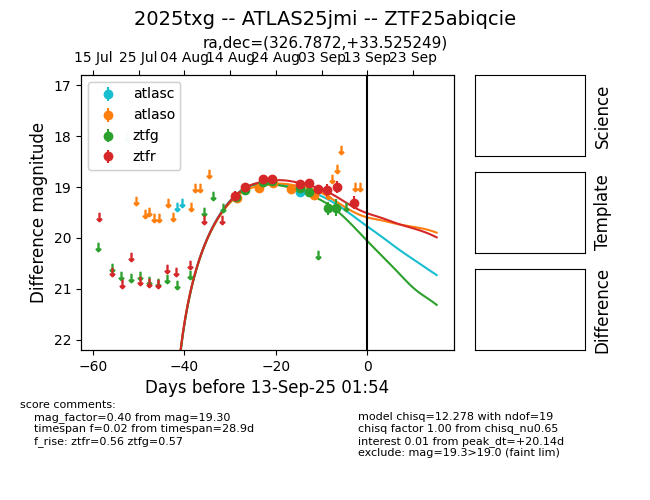 2025txg -- ATLAS25jmi -- ZTF25abiqcie
ra,dec=(326.7872,+33.525249)
15 Jul 25 Jul 04 Aug 14 Aug 24 Aug 03 Sep 13 Sep 23 Sep
atlasc
atlaso
ztfg
ztfr
Difference magnitude
17
18
19
20
21
22
−60 −40 −20 0
Days before 13-Sep-25 01:54
Science
Template
Difference
score comments:
mag_factor=0.40 from mag=19.30
timespan f=0.02 from timespan=28.9d
f_rise: ztfr=0.56 ztfg=0.57
model chisq=12.278 with ndof=19
chisq factor 1.00 from chisq_nu0.65
interest 0.01 from peak_dt=+20.14d
exclude: mag=19.3>19.0 (faint lim)